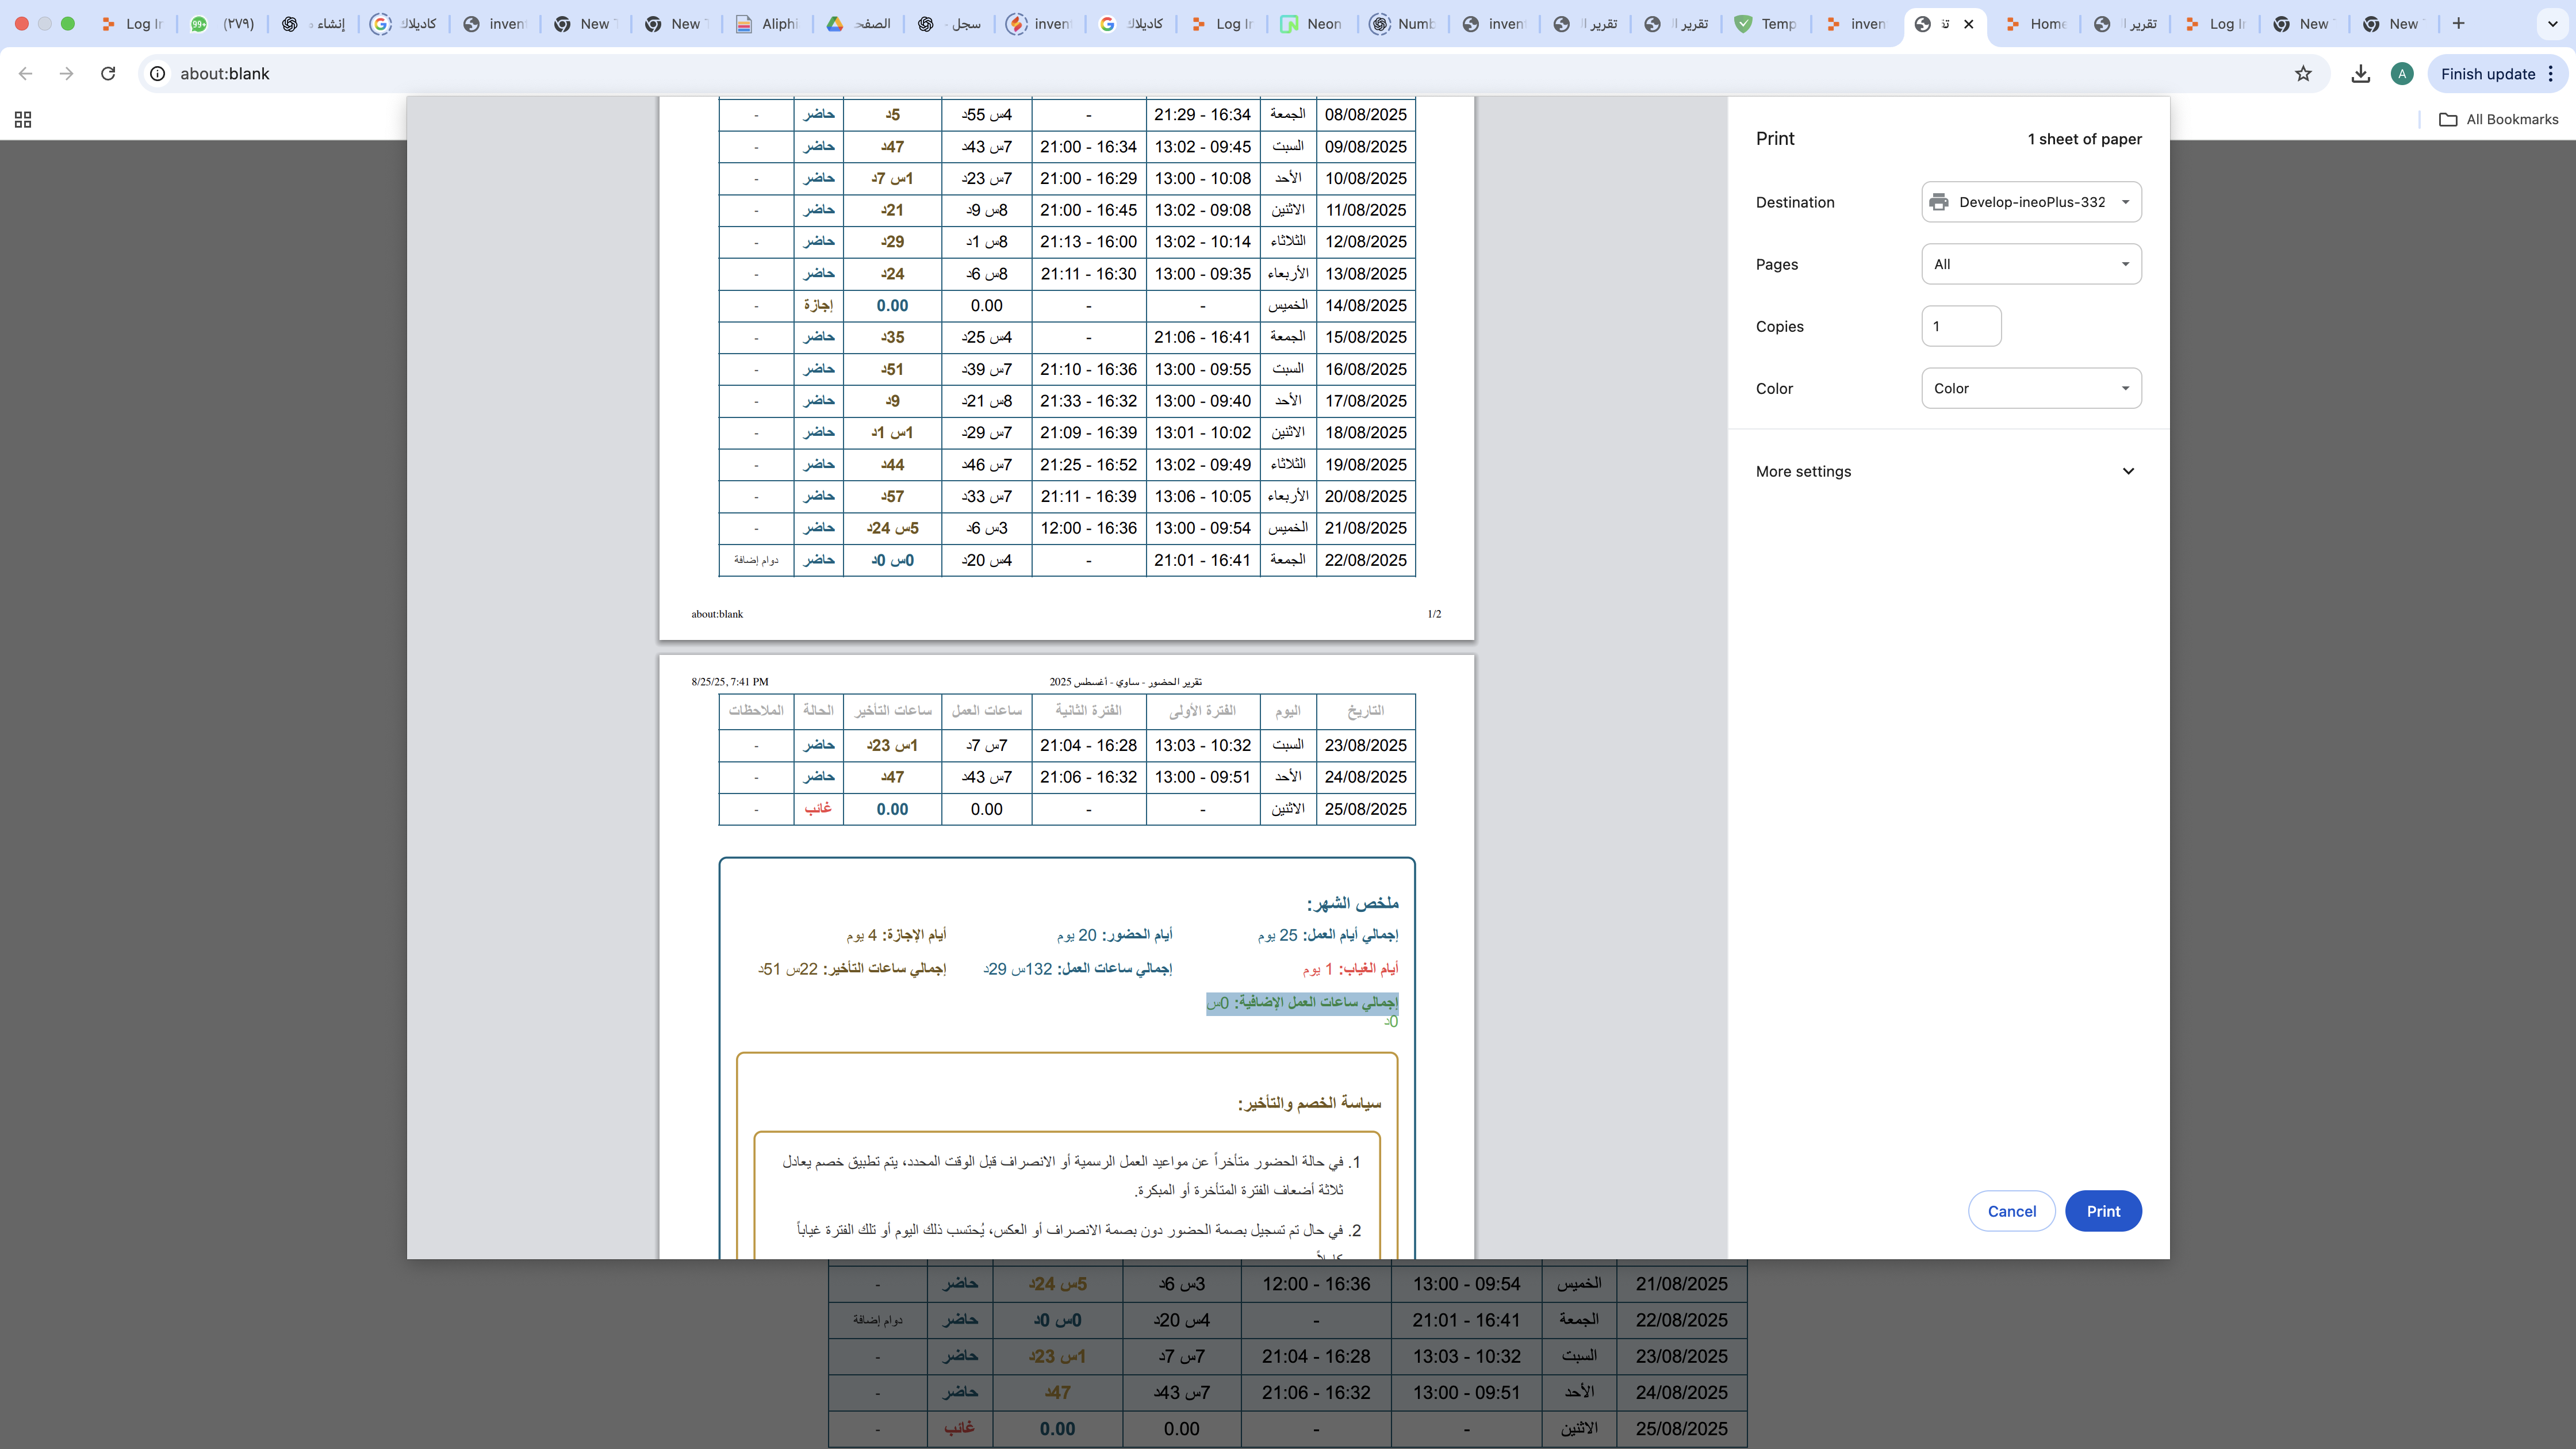 Log In
99+
(٢٧٩)
إنشاء
كاديلاك
inven
New T
New T
Aliphi
الصفحـ
سجل -
inven
كاديلاك
Log In
Neon
Numb
inven
تقرير ا
تقرير ا
Temp
inven
Home
تقرير ا
Log In
New
New
about:blank
A
Finish update
All Bookmarks
08/08/2025 الجمعة 21:29 - 16:34 - 4س 55د 5د حاضر -
09/08/2025 السبت 13:02 - 09:45 21:00 - 16:34 7س 43د 47د حاضر -
10/08/2025 الأحد 13:00 - 10:08 21:00 - 16:29 7س 23د 1س 7د حاضر -
11/08/2025 الاثنين 13:02 - 09:08 21:00 - 16:45 8س 9د 21د حاضر -
12/08/2025 الثلاثاء 13:02 - 10:14 21:13 - 16:00 8س 1د 29د حاضر -
13/08/2025 الأربعاء 13:00 - 09:35 21:11 - 16:30 8س 6د 24د حاضر -
14/08/2025 الخميس - - 0.00 0.00 إجازة -
15/08/2025 الجمعة 21:06 - 16:41 - 4س 25د 35د حاضر -
16/08/2025 السبت 13:00 - 09:55 21:10 - 16:36 7س 39د 51د حاضر -
17/08/2025 الأحد 13:00 - 09:40 21:33 - 16:32 8س 21د 9د حاضر -
18/08/2025 الاثنين 13:01 - 10:02 21:09 - 16:39 7س 29د 1س 1د حاضر -
19/08/2025 الثلاثاء 13:02 - 09:49 21:25 - 16:52 7س 46د 44د حاضر -
20/08/2025 الأربعاء 13:06 - 10:05 21:11 - 16:39 7س 33د 57د حاضر -
21/08/2025 الخميس 13:00 - 09:54 12:00 - 16:36 3س 6د 5س 24د حاضر -
22/08/2025 الجمعة 21:01 - 16:41 - 4س 20د 0س 0د حاضر دوام إضافة
about:blank 1/2
8/25/25, 7:41 PM تقرير الحضور - ساوي - أغسطس 2025
التاريخ اليوم الفترة الأولى الفترة الثانية ساعات العمل ساعات التأخير الحالة الملاحظات
23/08/2025 السبت 13:03 - 10:32 21:04 - 16:28 7س 7د 1س 23د حاضر -
24/08/2025 الأحد 13:00 - 09:51 21:06 - 16:32 7س 43د 47د حاضر -
25/08/2025 الاثنين - - 0.00 0.00 غائب -
ملخص الشهر:
إجمالي أيام العمل: 25 يوم أيام الحضور: 20 يوم أيام الإجازة: 4 يوم
أيام الغياب: 1 يوم إجمالي ساعات العمل: 132س 29د إجمالي ساعات التأخير: 22س 51د
إجمالي ساعات العمل الإضافية: 0س
0د
سياسة الخصم والتأخير:
1. في حالة الحضور متأخراً عن مواعيد العمل الرسمية أو الانصراف قبل الوقت المحدد، يتم تطبيق خصم يعادل
ثلاثة أضعاف الفترة المتأخرة أو المبكرة.
2. في حال تم تسجيل بصمة الحضور دون بصمة الانصراف أو العكس، يُحتسب ذلك اليوم أو تلك الفترة غياباً
Print 1 sheet of paper
Destination Develop-ineoPlus-332
Pages All
Copies 1
Color Color
More settings
Cancel Print
21/08/2025 الخميس 13:00 - 09:54 12:00 - 16:36 3س 6د 5س 24د حاضر -
22/08/2025 الجمعة 21:01 - 16:41 - 4س 20د 0س 0د حاضر دوام إضافة
23/08/2025 السبت 13:03 - 10:32 21:04 - 16:28 7س 7د 1س 23د حاضر -
24/08/2025 الأحد 13:00 - 09:51 21:06 - 16:32 7س 43د 47د حاضر -
25/08/2025 الاثنين - - 0.00 0.00 غائب -